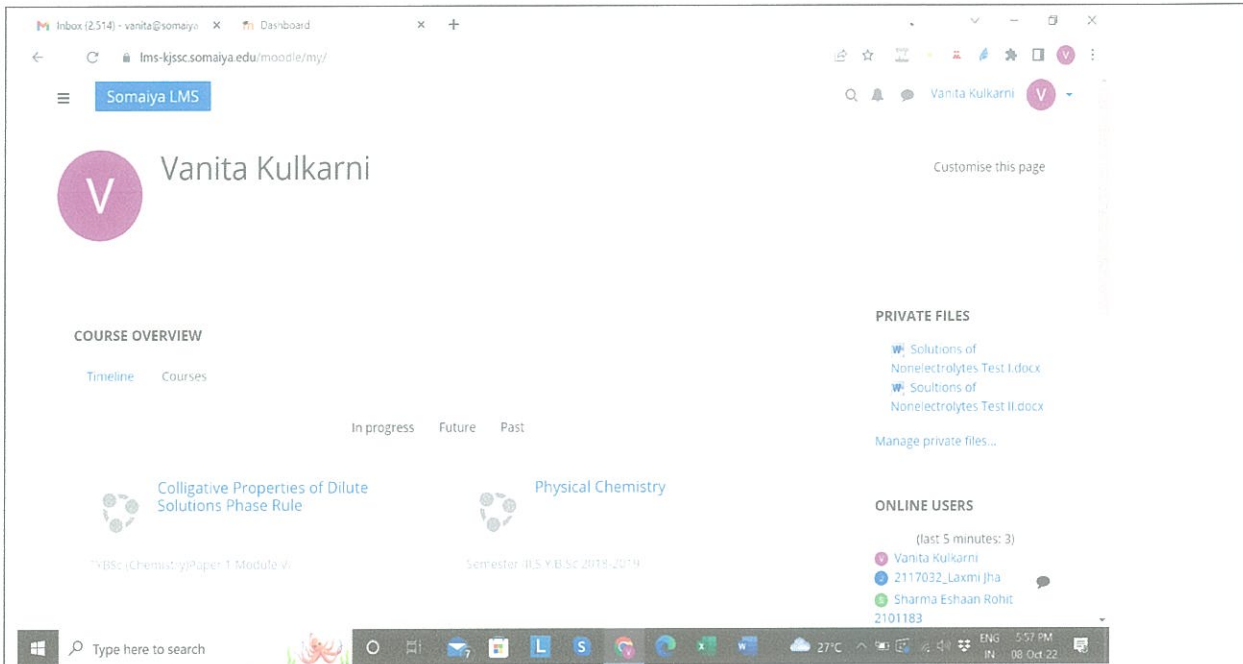 Inbox (2,514) - vanita@somaiya
Dashboard
lms-kjssc.somaiya.edu/moodle/my/
Somaiya LMS
Vanita Kulkarni
V
V
V
Vanita Kulkarni
Customise this page
COURSE OVERVIEW
Timeline Courses
In progress Future Past
Colligative Properties of Dilute
Solutions Phase Rule
Physical Chemistry
PRIVATE FILES
Solutions of
Nonelectrolytes Test I.docx
Soultions of
Nonelectrolytes Test II.docx
Manage private files...
ONLINE USERS
(last 5 minutes: 3)
Vanita Kulkarni
2117032_Laxmi Jha
Sharma Eshaan Rohit
2101183
Type here to search
27°C
ENG
IN
5:57 PM
08 Oct 22